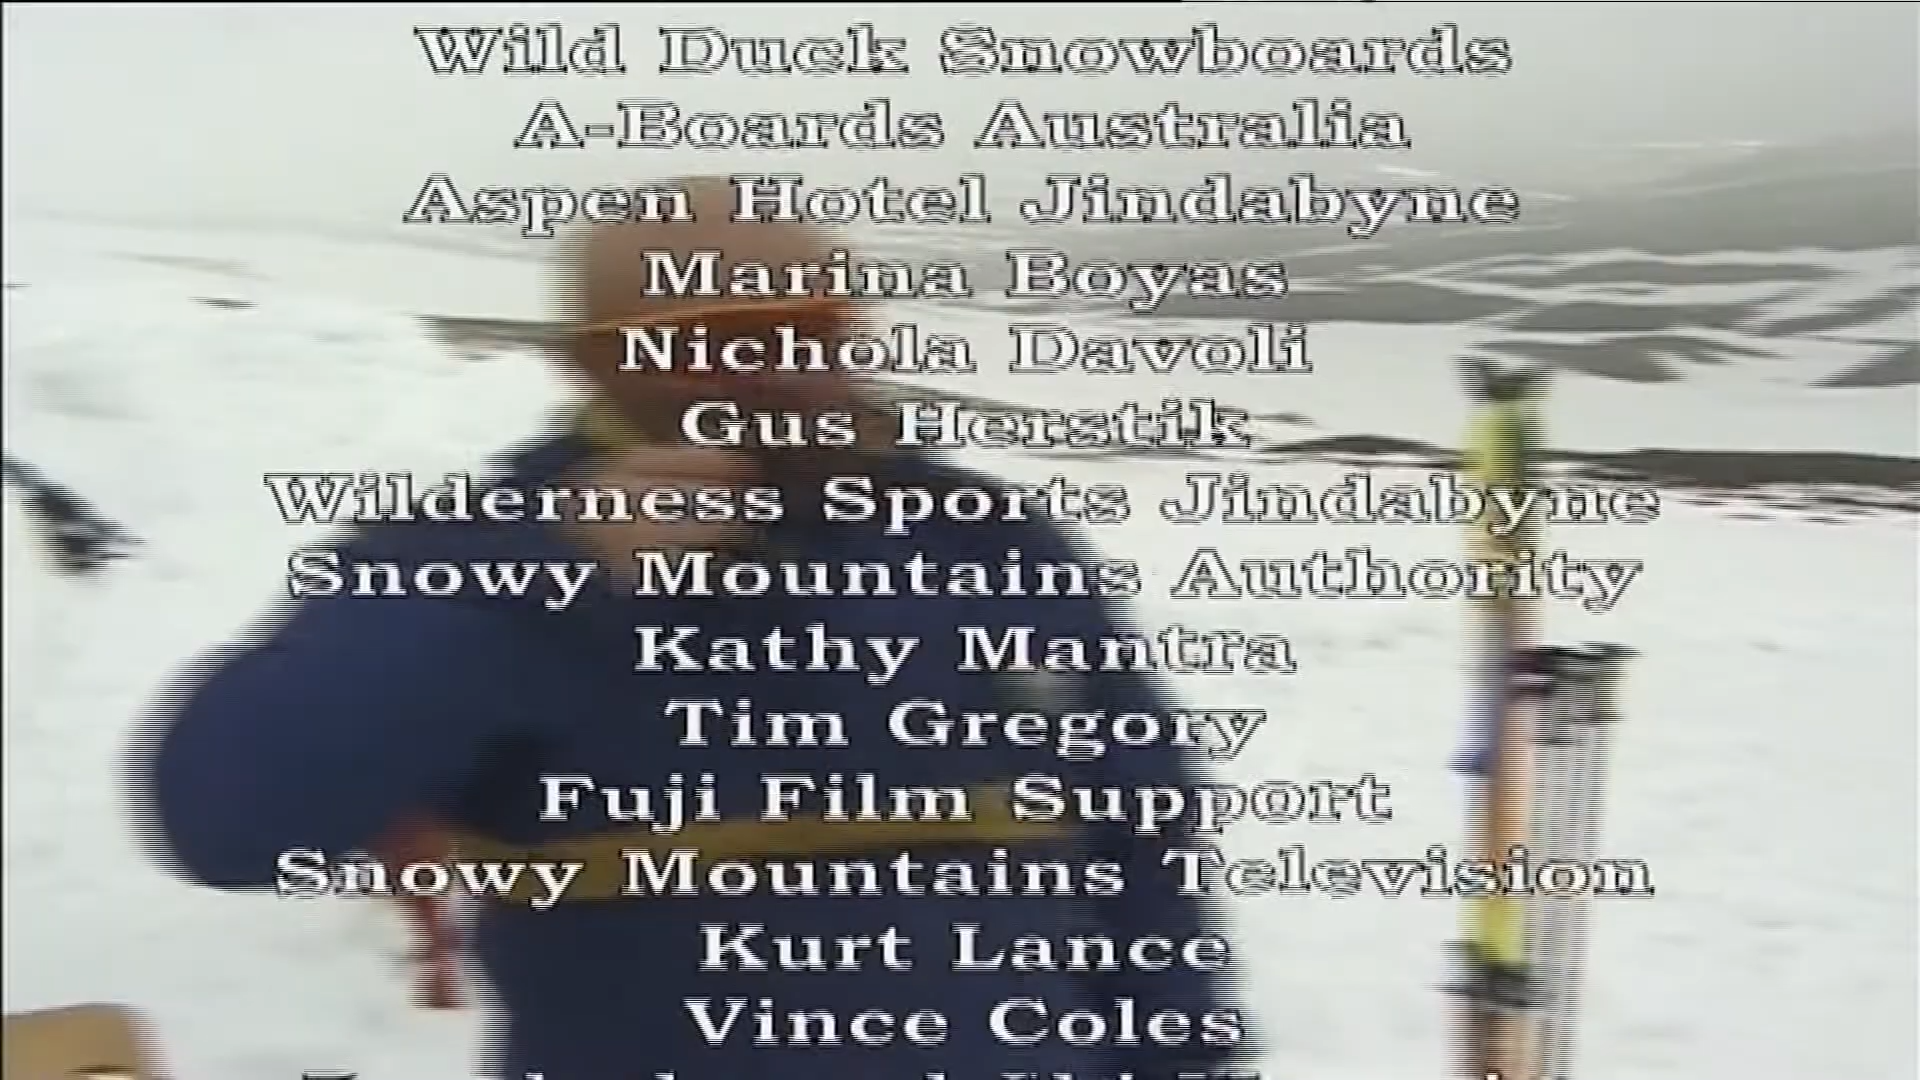 Wild Duck Snowboards
A-Boards Australia
Aspen Hotel Jindabyne
Marina Boyas
Nichola Davoli
Gus Herstik
Wilderness Sports Jindabyne
Snowy Mountains Authority
Kathy Mantra
Tim Gregory
Fuji Film Support
Snowy Mountains Television
Kurt Lance
Vince Coles